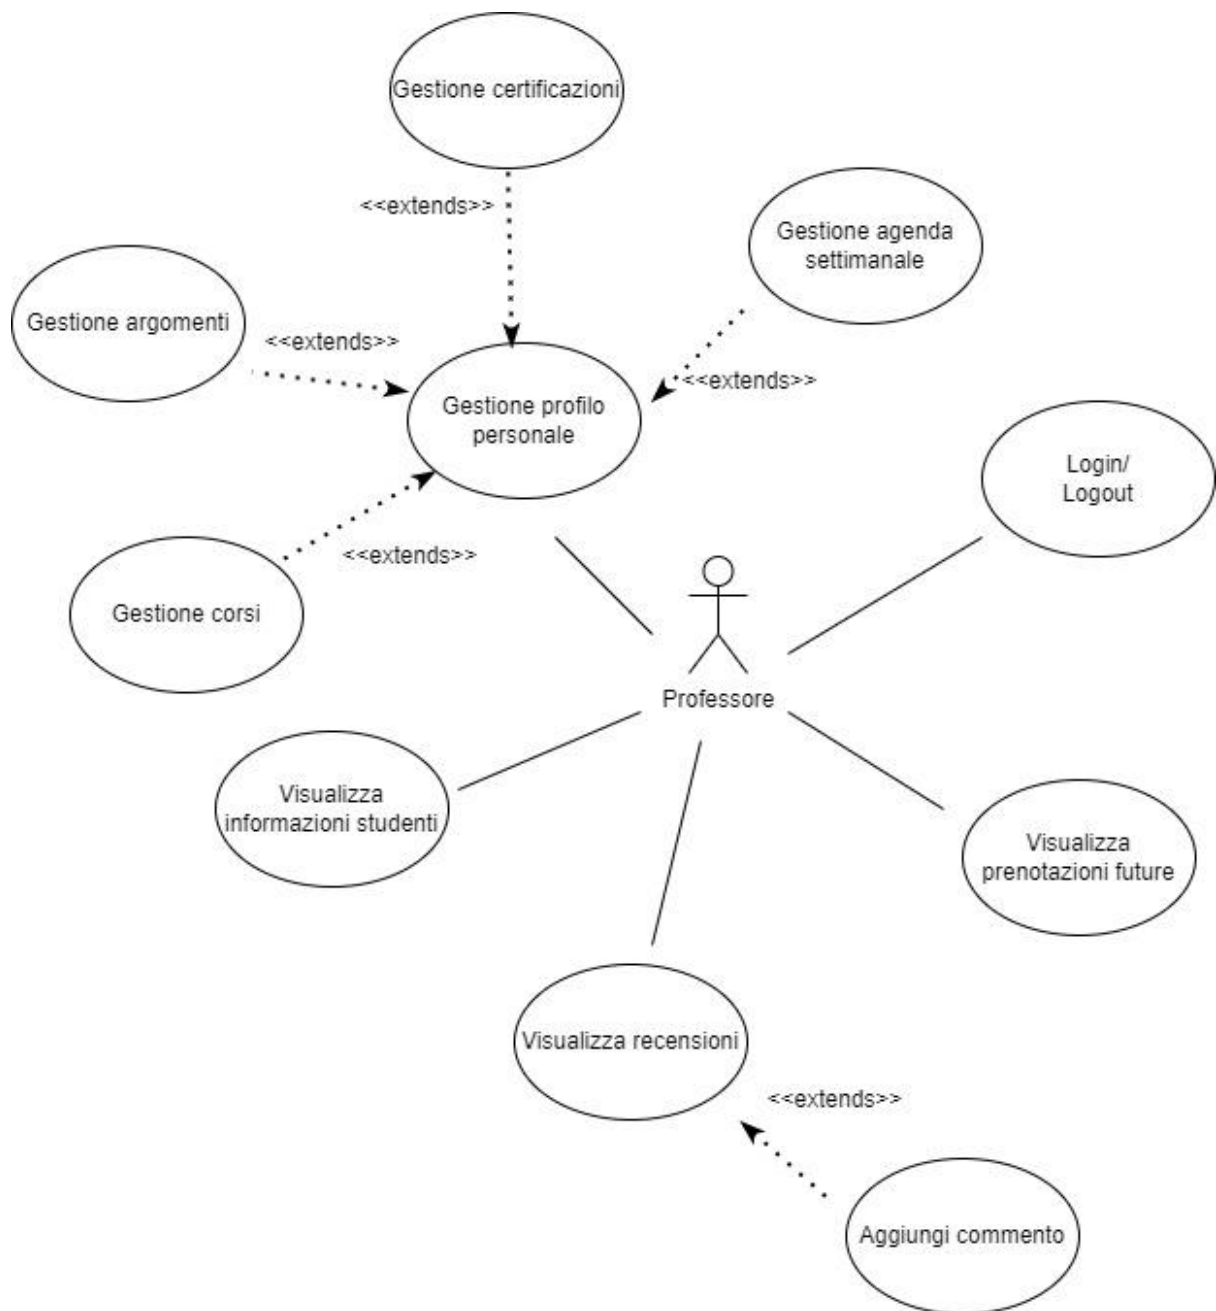 Gestione certificazioni
<<extends>>
Gestione agenda
settimanale
Gestione argomenti
<<extends>>
<<extends>>
Gestione profilo
personale
Login/
Logout
<<extends>>
Gestione corsi
Professore
Visualizza
informazioni studenti
Visualizza
prenotazioni future
Visualizza recensioni
<<extends>>
Aggiungi commento